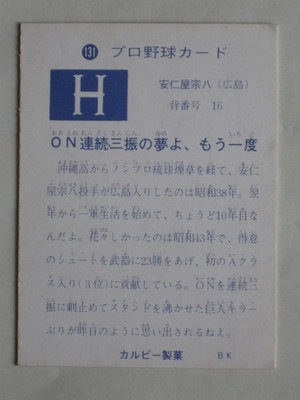 131 プロ野球カード
H
安仁屋宗八（広島）
背番号 16
ＯＮ連続三振の夢よ、もう一度
沖縄高からノンプロ琉球煙草を経て、安仁
屋宗八投手が広島入りしたのは昭和38年。翌
年から一軍生活を始めて、ちょうど10年目な
んだよ。花々しかったのは昭和43年で、得意
のシュートを武器に23勝をあげ、初のＡクラ
ス入り(３位)に貢献している。ＯＮを連続三
振に刺止めてスタンドを沸かせた巨人キラー
ぶりが昨日のように思い出されるねえ。
カルビー製菓 BK